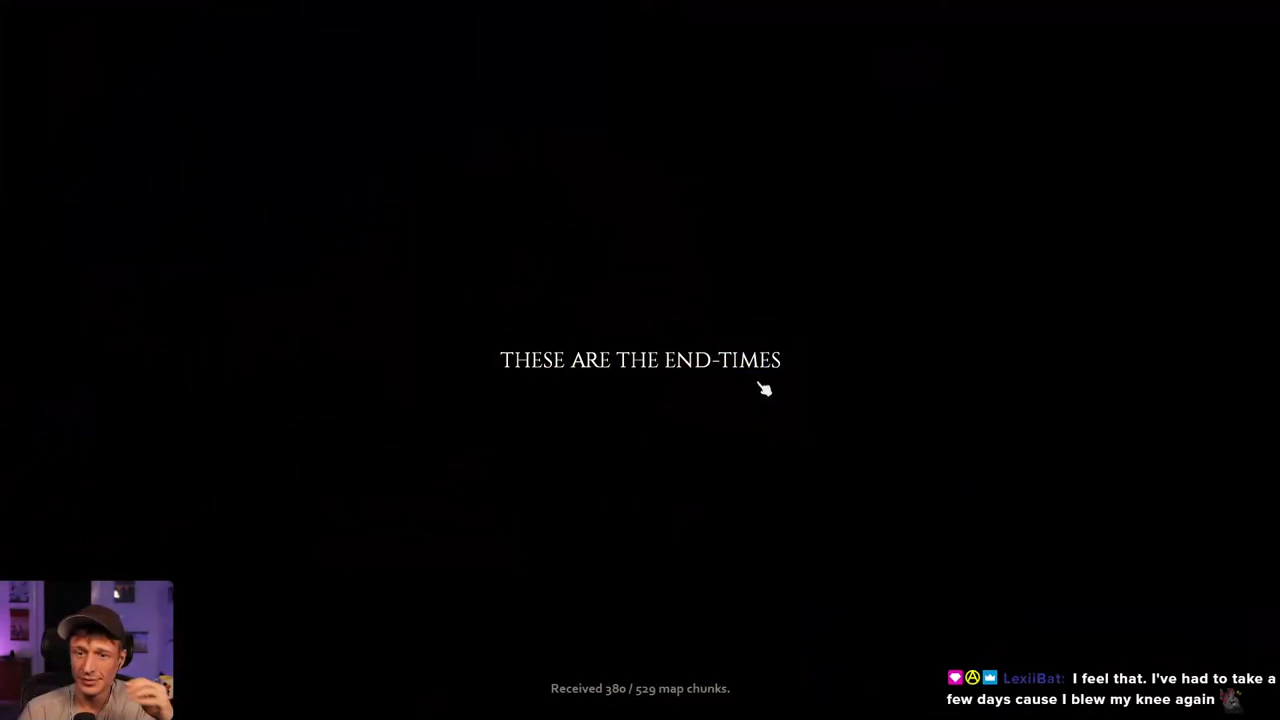 THESE ARE THE END-TIMES
Received 380 / 529 map chunks.
LexiiBat: I feel that. I've had to take a
few days cause I blew my knee again